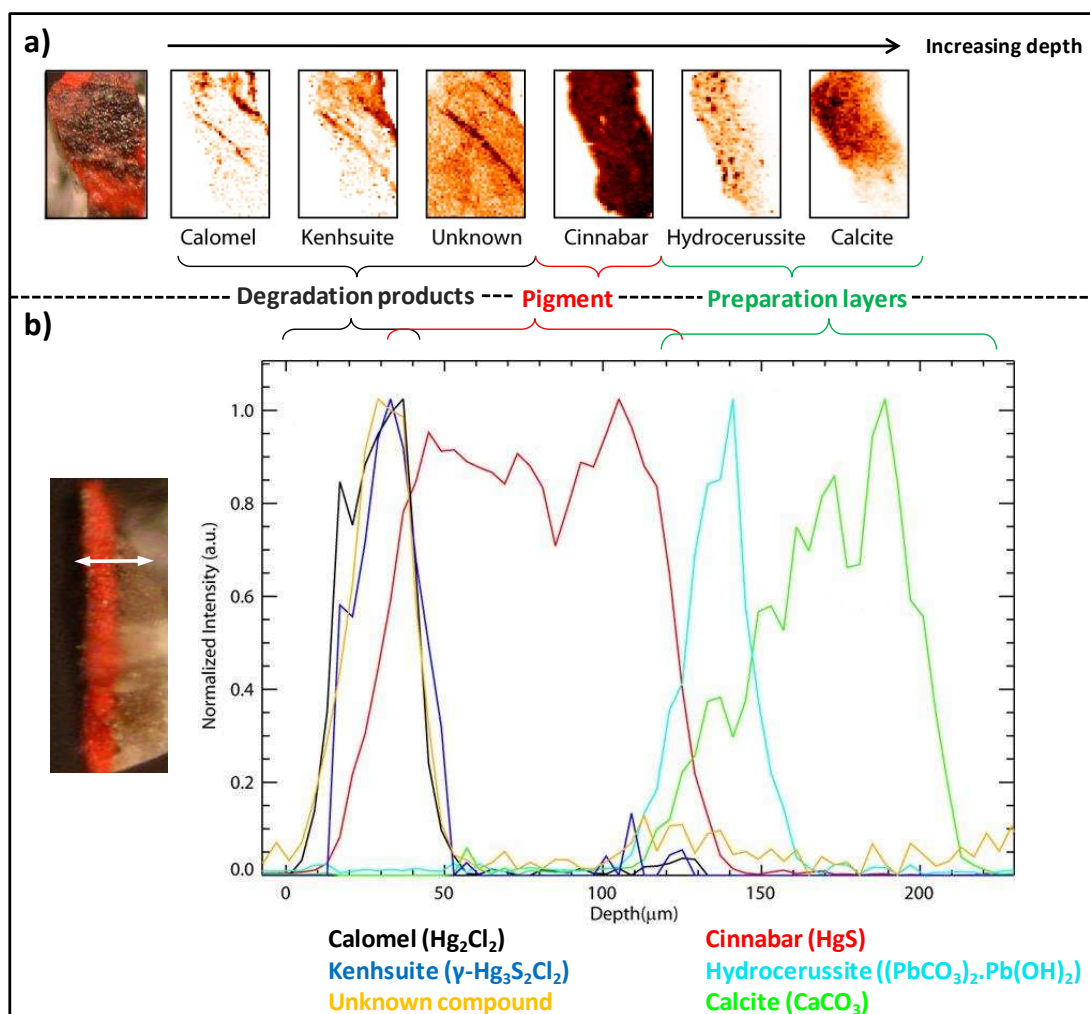 a)
Increasing depth
Calomel Kenhsuite Unknown Cinnabar Hydrocerussite Calcite
Degradation products Pigment Preparation layers
b)
1.0
0.8
0.6
0.4
0.2
0.0
Normalized Intensity (a.u.)
0 50 100 150 200
Depth(μm)
Calomel (Hg₂Cl₂)
Kenhsuite (γ-Hg₃S₂Cl₂)
Unknown compound
Cinnabar (HgS)
Hydrocerussite ((PbCO₃)₂.Pb(OH)₂)
Calcite (CaCO₃)